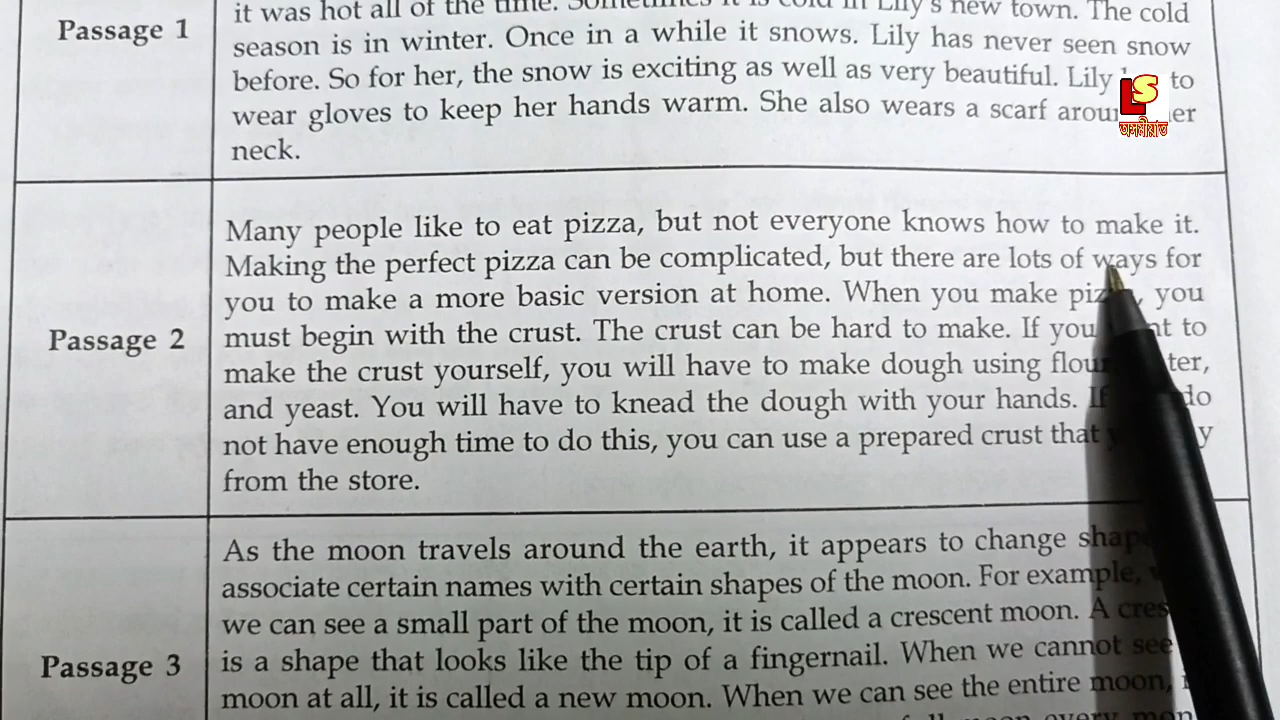 it was hot all of the time. Sometimes it is cold in Lily's new town. The cold
Passage 1
season is in winter. Once in a while it snows. Lily has never seen snow
before. So for her, the snow is exciting as well as very beautiful. Lily to
wear gloves to keep her hands warm. She also wears a scarf
neck.
LS
অসমীয়াত
Many people like to eat pizza, but not everyone knows how to make it.
Making the perfect pizza can be complicated, but there are lots of ways for
you to make a more basic version at home. When you make you
must begin with the crust. The crust can be hard to make. If you to
Passage 2
make the crust yourself, you will have to make dough using
and yeast. You will have to knead the dough with your hands. do
not have enough time to do this, you can use a prepared crust that
from the store.
As the moon travels around the earth, it appears to change
associate certain names with certain shapes of the moon. For example,
we can see a small part of the moon, it is called a crescent moon. A
Passage 3
is a shape that looks like the tip of a fingernail. When we cannot see
moon at all, it is called a new moon. When we can see the entire moon,